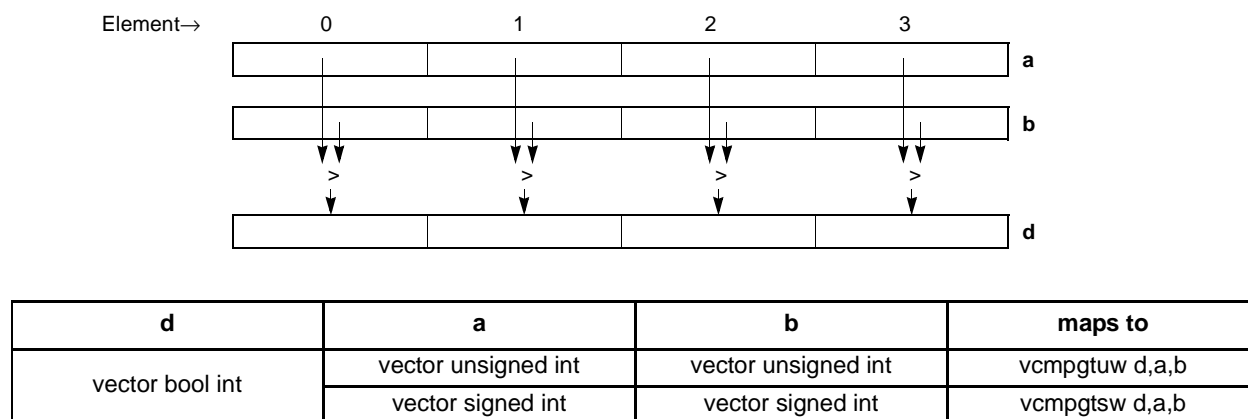 Element→ 0 1 2 3
a
b
> > > >
d
d a b maps to
vector bool int vector unsigned int vector unsigned int vcmpgtuw d,a,b
vector signed int vector signed int vcmpgtsw d,a,b